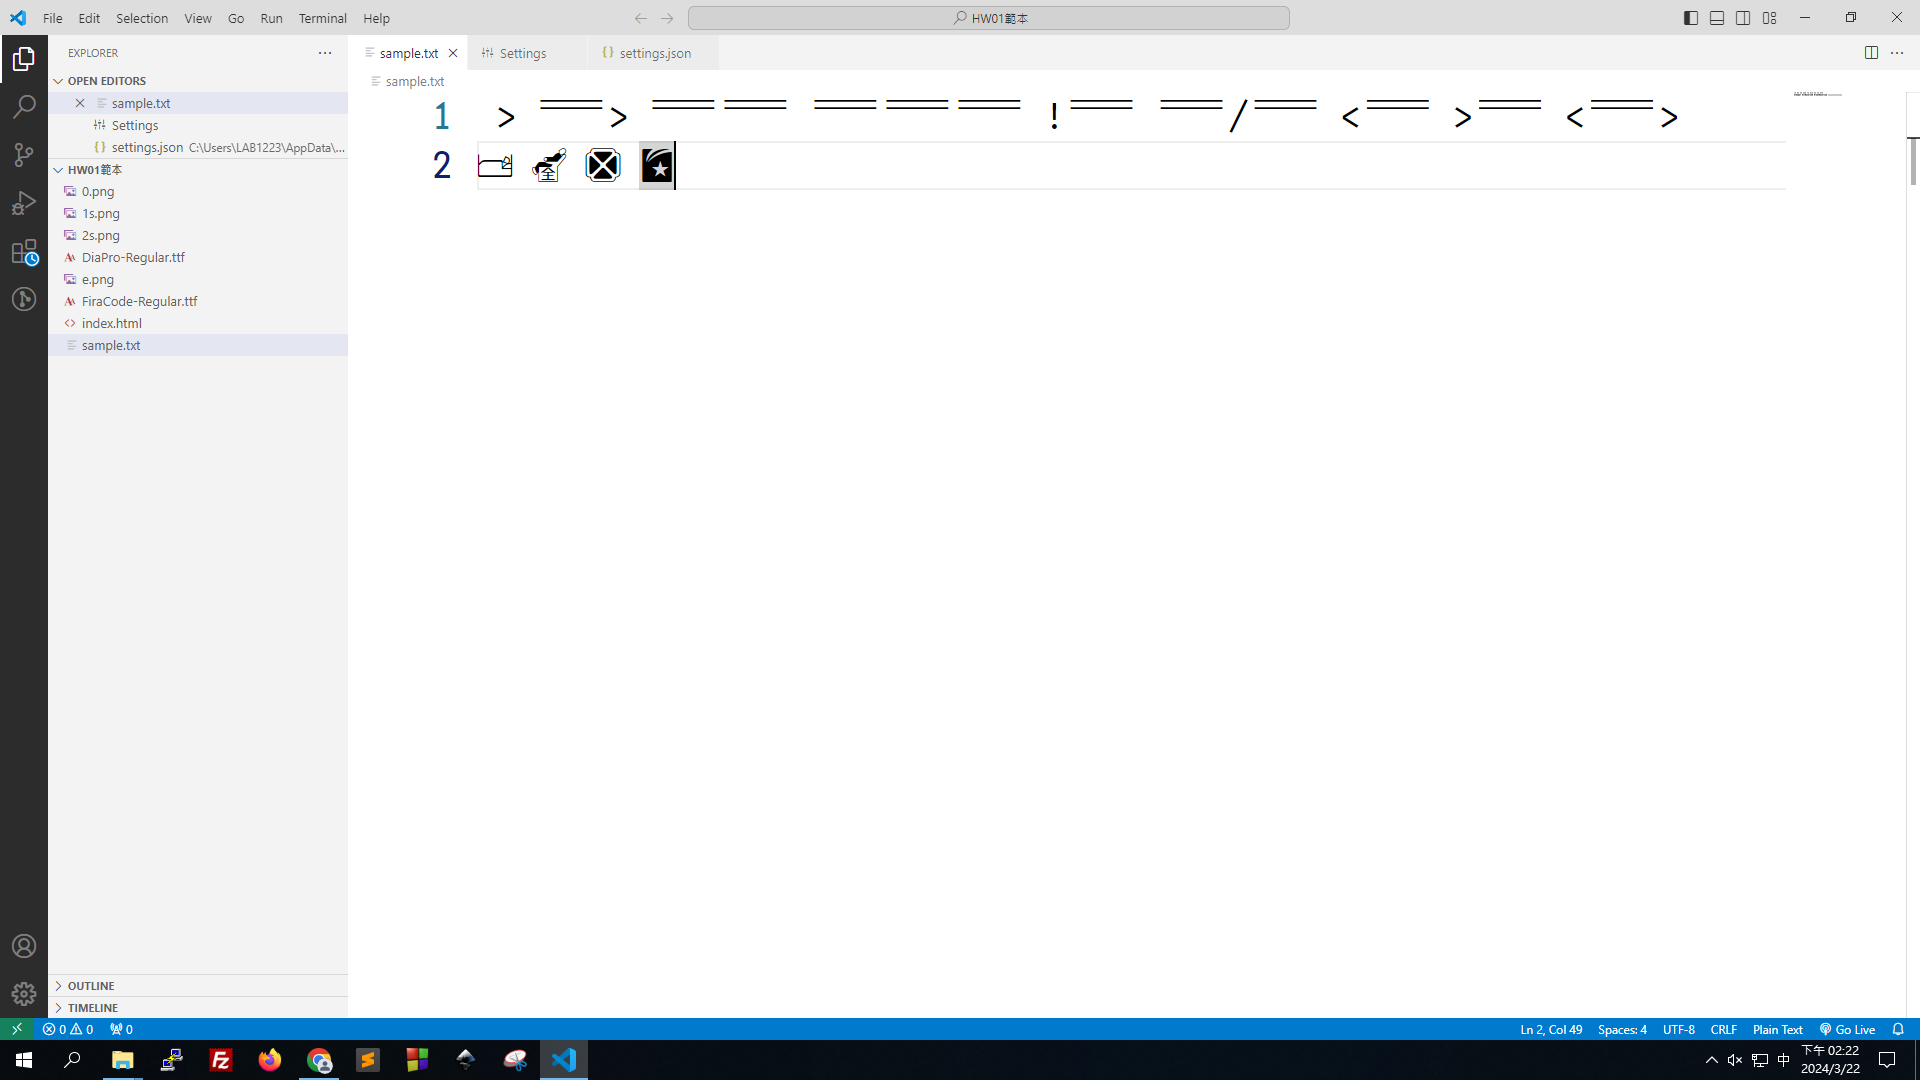 File Edit Selection View Go Run Terminal Help
HW01範本
EXPLORER
sample.txt Settings settings.json
OPEN EDITORS
sample.txt
sample.txt
Settings
settings.json C:\Users\LAB1223\AppData\...
HW01範本
0.png
1s.png
2s.png
DiaPro-Regular.ttf
e.png
FiraCode-Regular.ttf
index.html
sample.txt
1 > => == === != =/= <= >= <=>
2
OUTLINE
TIMELINE
0 0 0
Ln 2, Col 49 Spaces: 4 UTF-8 CRLF Plain Text Go Live
中
下午 02:22
2024/3/22